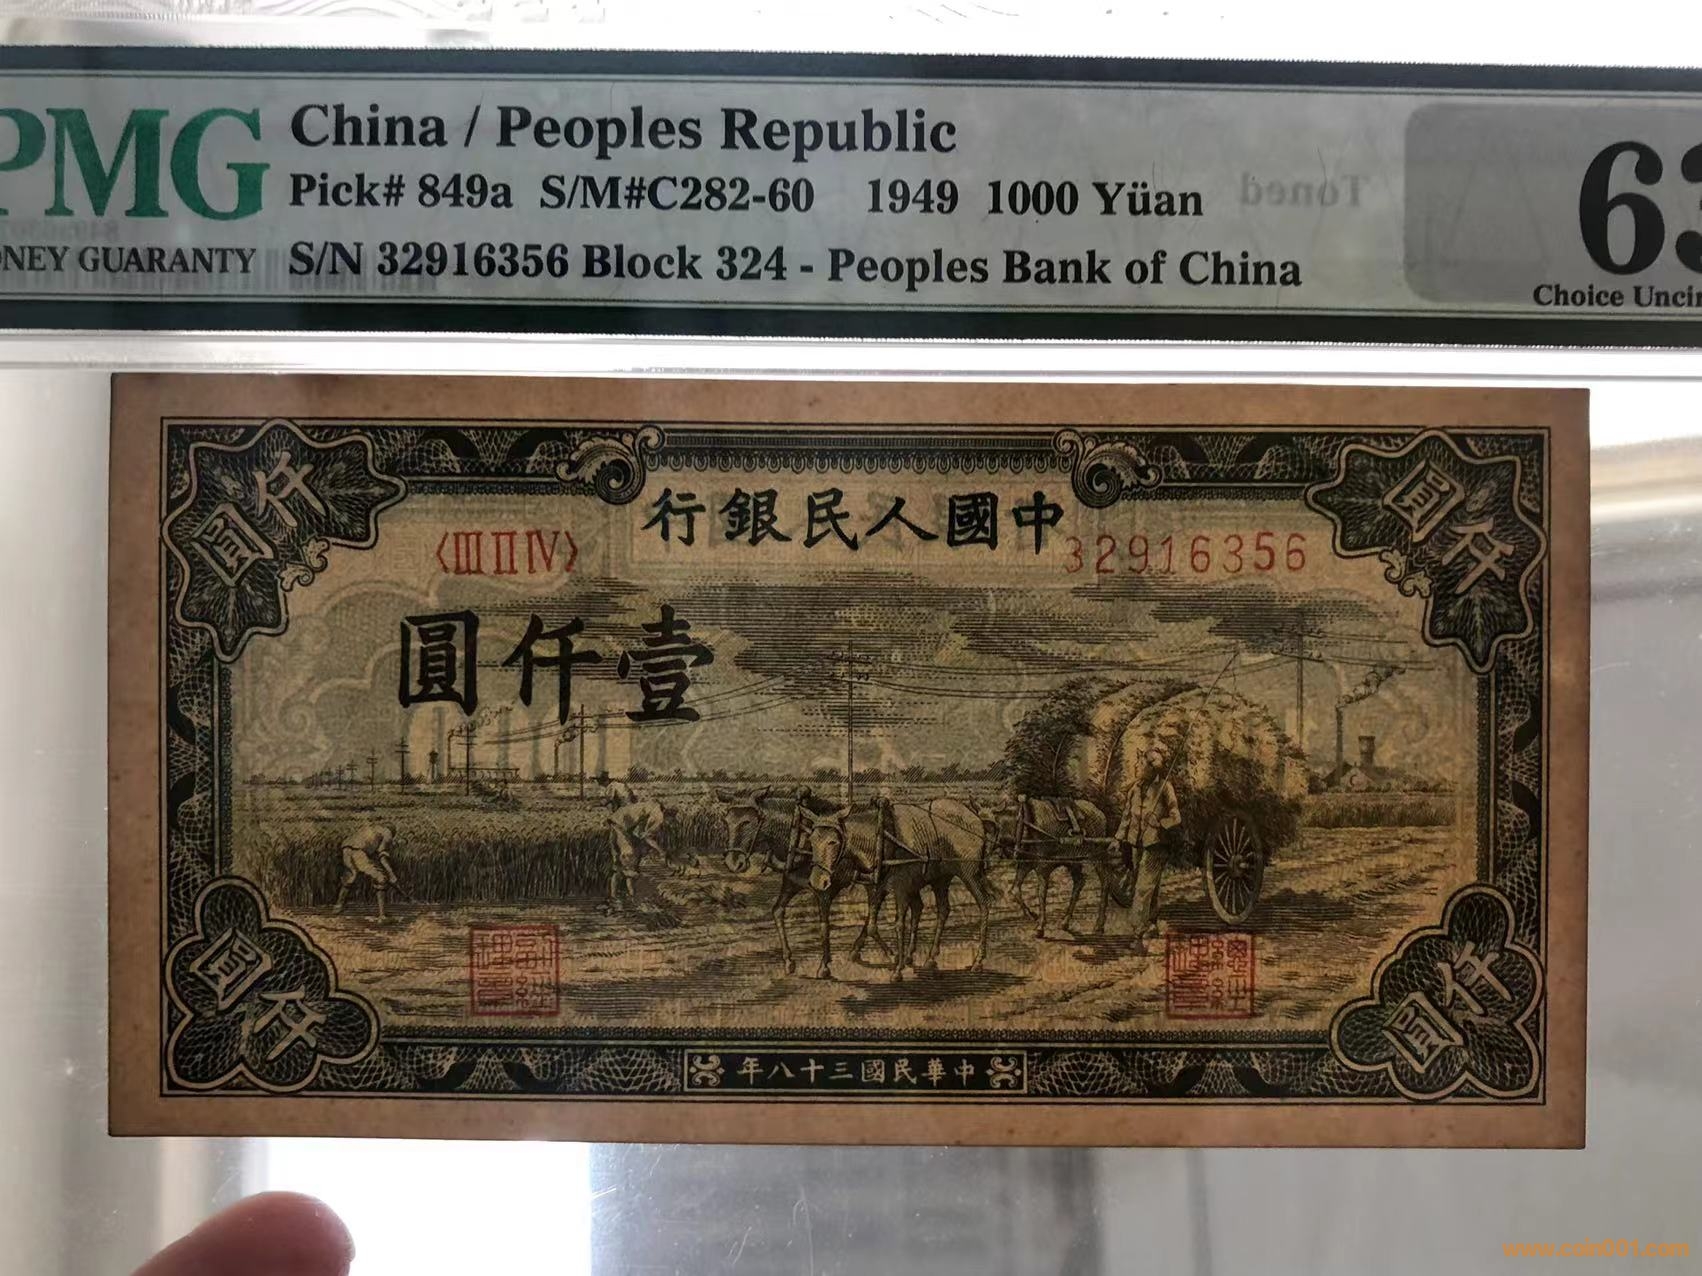 PMG
China / Peoples Republic
Pick# 849a S/M#C282-60 1949 1000 Yüan
NEY GUARANTY S/N 32916356 Block 324 - Peoples Bank of China
63
Choice Uncir
Toned
行銀民人國中
〈III II IV〉 32916356
圓仟壹
仟圓
仟圓
仟圓
仟圓
年八十三國民華中
www.coin001.com